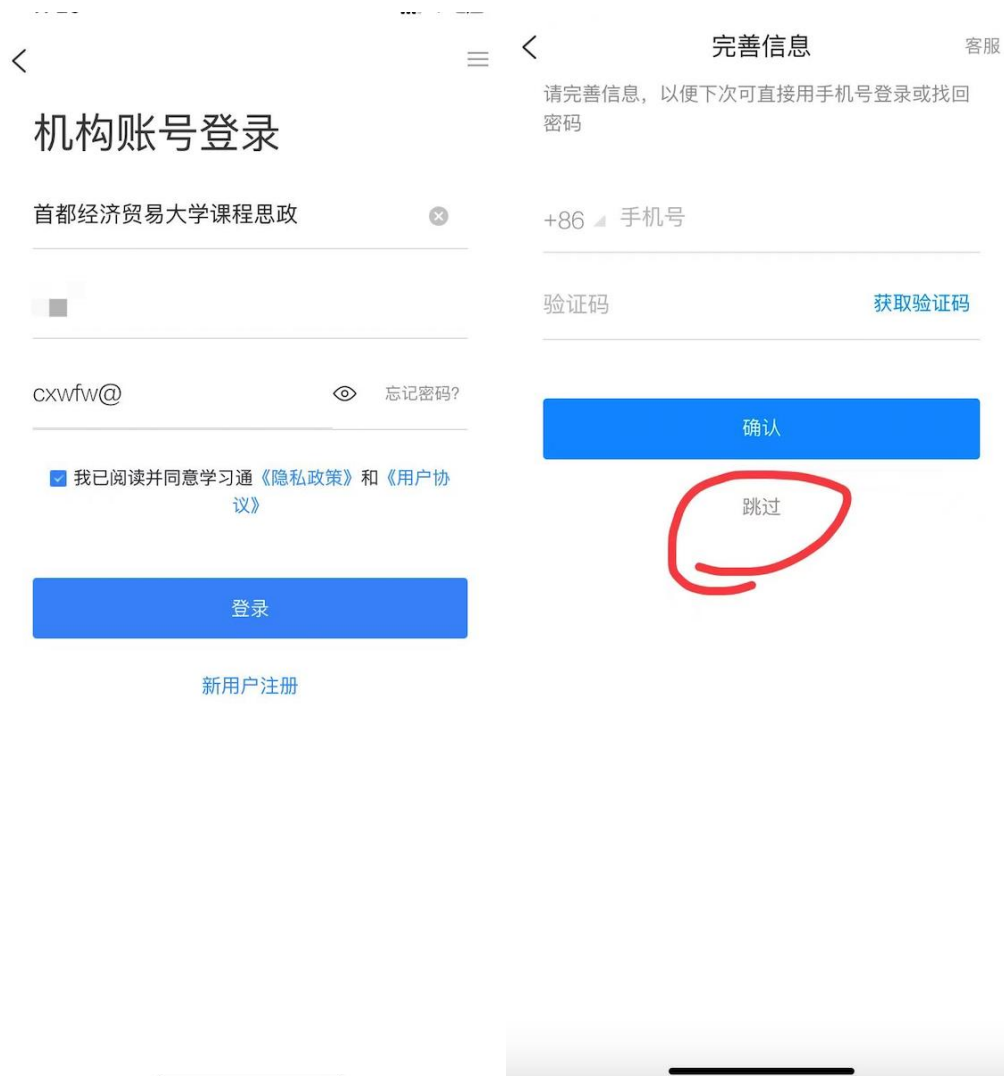 机构账号登录
首都经济贸易大学课程思政
cxwfw@
忘记密码?
我已阅读并同意学习通《隐私政策》和《用户协
议》
登录
新用户注册
完善信息
客服
请完善信息，以便下次可直接用手机号登录或找回
密码
+86 手机号
验证码
获取验证码
确认
跳过